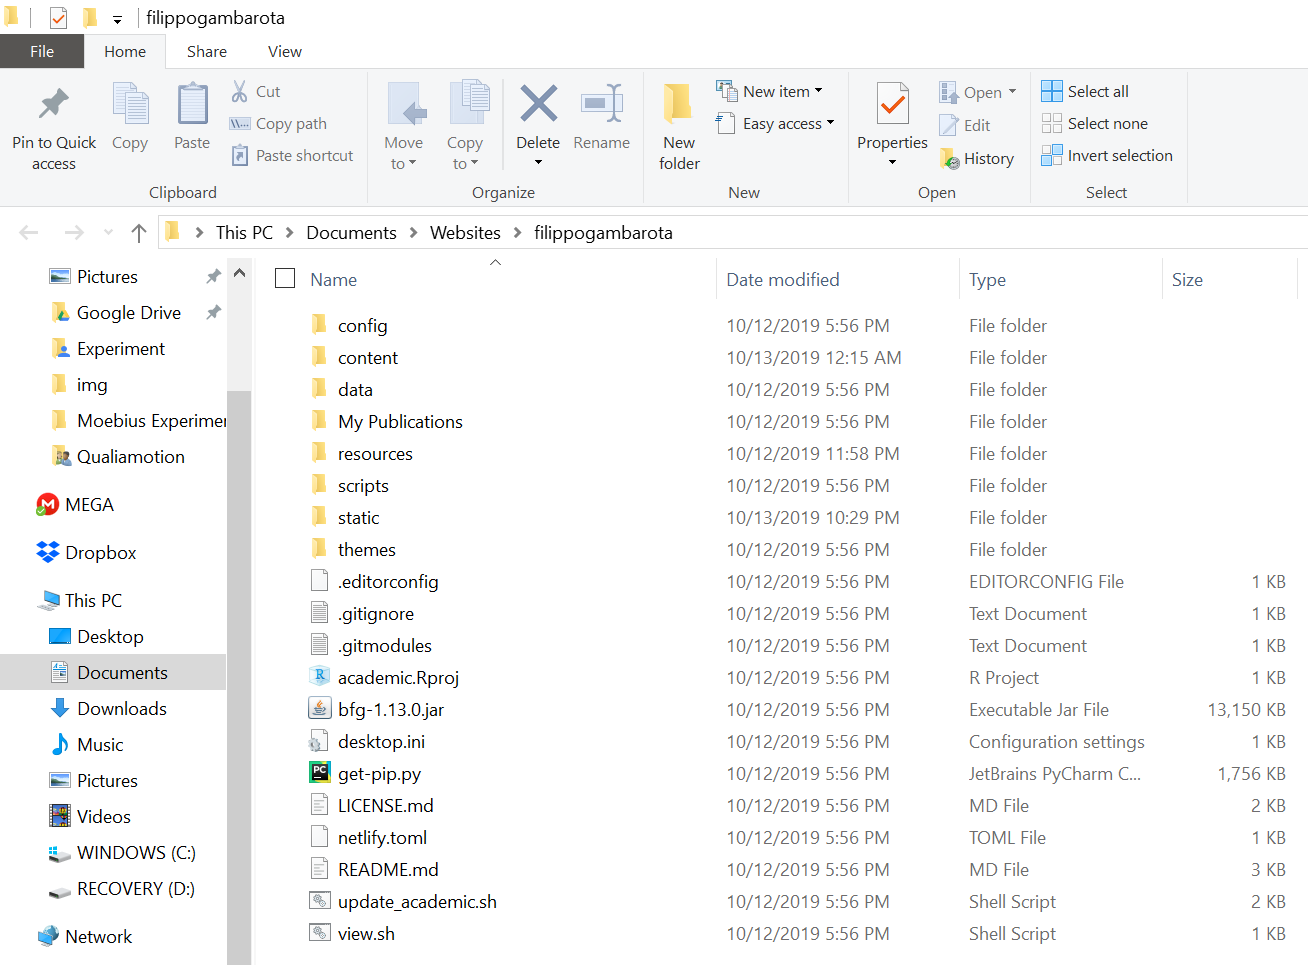 filippogambarota
File Home Share View
Pin to Quick access
Copy
Paste
Cut
Copy path
Paste shortcut
Clipboard
Move to
Copy to
Delete
Rename
Organize
New folder
New item
Easy access
New
Properties
Open
Edit
History
Open
Select all
Select none
Invert selection
Select
This PC > Documents > Websites > filippogambarota
Pictures
Google Drive
Experiment
img
Moebius Experimen
Qualiamotion
MEGA
Dropbox
This PC
Desktop
Documents
Downloads
Music
Pictures
Videos
WINDOWS (C:)
RECOVERY (D:)
Network
Name Date modified Type Size
config 10/12/2019 5:56 PM File folder
content 10/13/2019 12:15 AM File folder
data 10/12/2019 5:56 PM File folder
My Publications 10/12/2019 5:56 PM File folder
resources 10/12/2019 11:58 PM File folder
scripts 10/12/2019 5:56 PM File folder
static 10/13/2019 10:29 PM File folder
themes 10/12/2019 5:56 PM File folder
.editorconfig 10/12/2019 5:56 PM EDITORCONFIG File 1 KB
.gitignore 10/12/2019 5:56 PM Text Document 1 KB
.gitmodules 10/12/2019 5:56 PM Text Document 1 KB
academic.Rproj 10/12/2019 5:56 PM R Project 1 KB
bfg-1.13.0.jar 10/12/2019 5:56 PM Executable Jar File 13,150 KB
desktop.ini 10/12/2019 5:56 PM Configuration settings 1 KB
get-pip.py 10/12/2019 5:56 PM JetBrains PyCharm C... 1,756 KB
LICENSE.md 10/12/2019 5:56 PM MD File 2 KB
netlify.toml 10/12/2019 5:56 PM TOML File 1 KB
README.md 10/12/2019 5:56 PM MD File 3 KB
update_academic.sh 10/12/2019 5:56 PM Shell Script 2 KB
view.sh 10/12/2019 5:56 PM Shell Script 1 KB